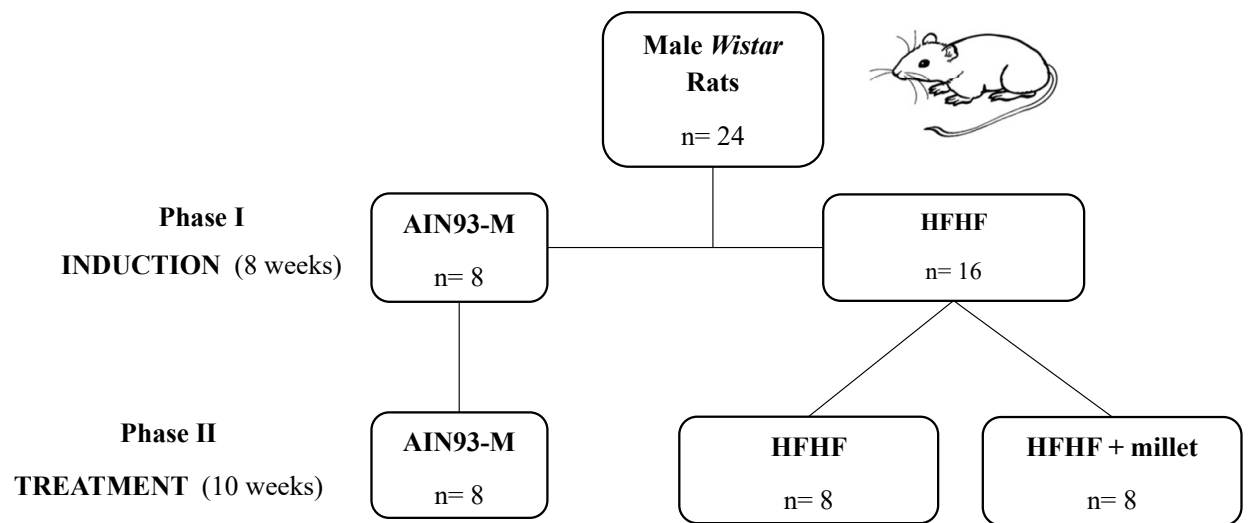 Male Wistar
Rats
n= 24
Phase I
INDUCTION (8 weeks)
AIN93-M
n= 8
HFHF
n= 16
Phase II
TREATMENT (10 weeks)
AIN93-M
n= 8
HFHF
n= 8
HFHF + millet
n= 8